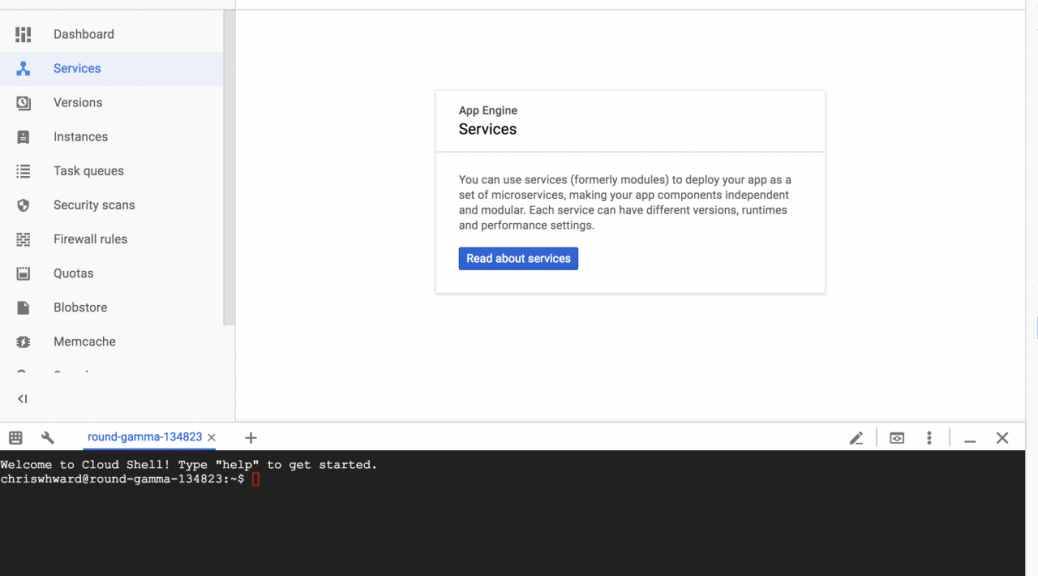 Dashboard
Services
Versions
Instances
Task queues
Security scans
Firewall rules
Quotas
Blobstore
Memcache
App Engine
Services
You can use services (formerly modules) to deploy your app as a
set of microservices, making your app components independent
and modular. Each service can have different versions, runtimes
and performance settings.
Read about services
round-gamma-134823
Welcome to Cloud Shell! Type "help" to get started.
chriswhward@round-gamma-134823:~$